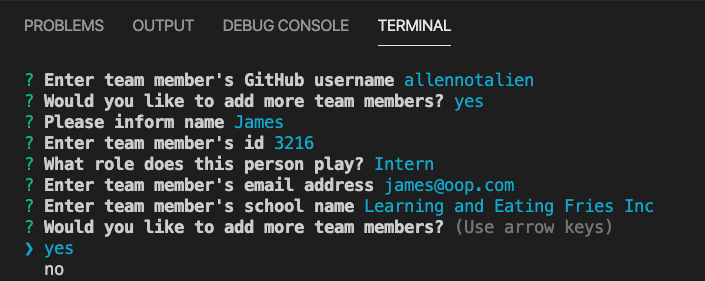 PROBLEMS OUTPUT DEBUG CONSOLE TERMINAL
? Enter team member's GitHub username allennotalien
? Would you like to add more team members? yes
? Please inform name James
? Enter team member's id 3216
? What role does this person play? Intern
? Enter team member's email address james@oop.com
? Enter team member's school name Learning and Eating Fries Inc
? Would you like to add more team members? (Use arrow keys)
❯ yes
no